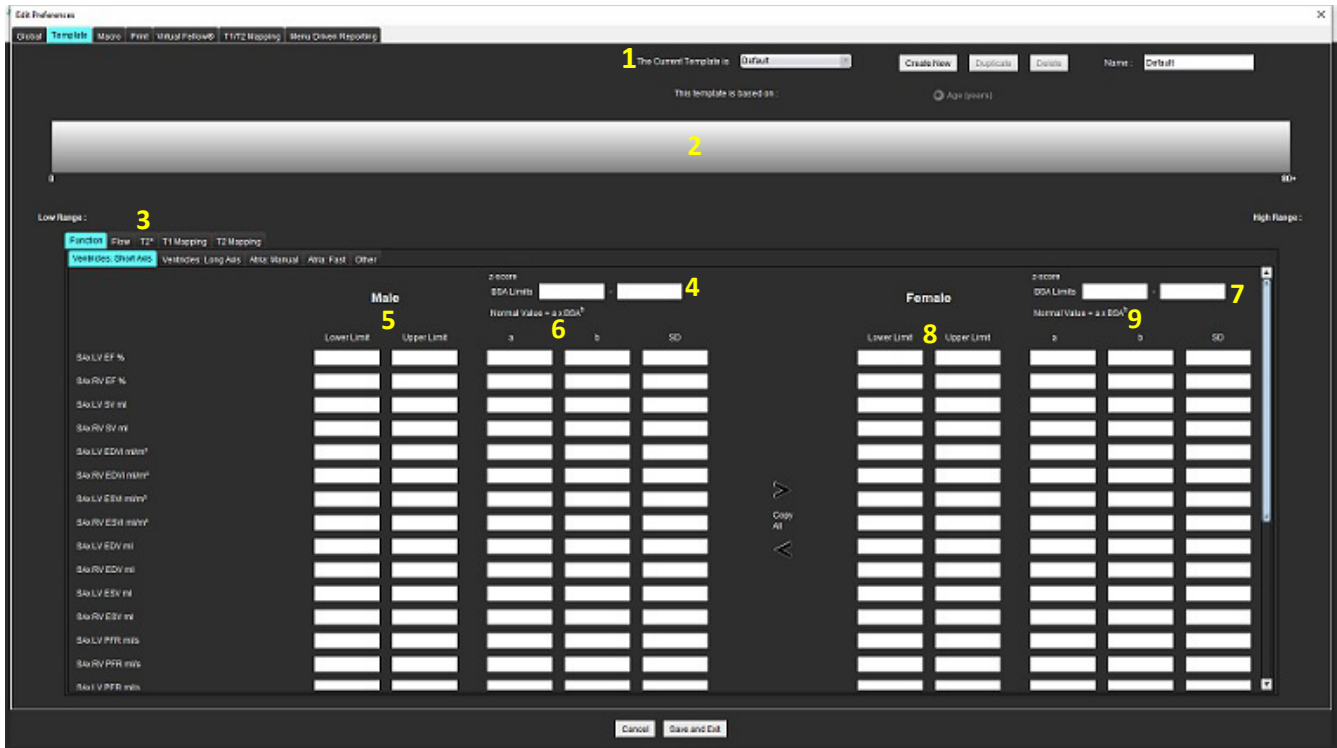 Edit Preferences
Global Template Macro Print Virtual Fellow® T1/T2 Mapping Menu Driven Reporting
1 The Current Template is Default Create New Duplicate Delete Name : Default
This template is based on : Age (years)
2
0 80+
Low Range : High Range :
3
Function Flow T2* T1 Mapping T2 Mapping
Ventricles: Short Axis Ventricles: Long Axis Atria: Manual Atria: Fast Other
z-score z-score
Male BSA Limits - 4 Female BSA Limits - 7
Normal Value = a x BSAᵇ Normal Value = a x BSAᵇ
5 6 8 9
Lower Limit Upper Limit a b SD Lower Limit Upper Limit a b SD
SAx LV EF %
SAx RV EF %
SAx LV SV ml
SAx RV SV ml
SAx LV EDVI ml/m²
SAx RV EDVI ml/m²
SAx LV ESVI ml/m²
SAx RV ESVI ml/m²
>
Copy
All
<
SAx LV EDV ml
SAx RV EDV ml
SAx LV ESV ml
SAx RV ESV ml
SAx LV PFR ml/s
SAx RV PFR ml/s
SAx LV PER ml/s
Cancel Save and Exit